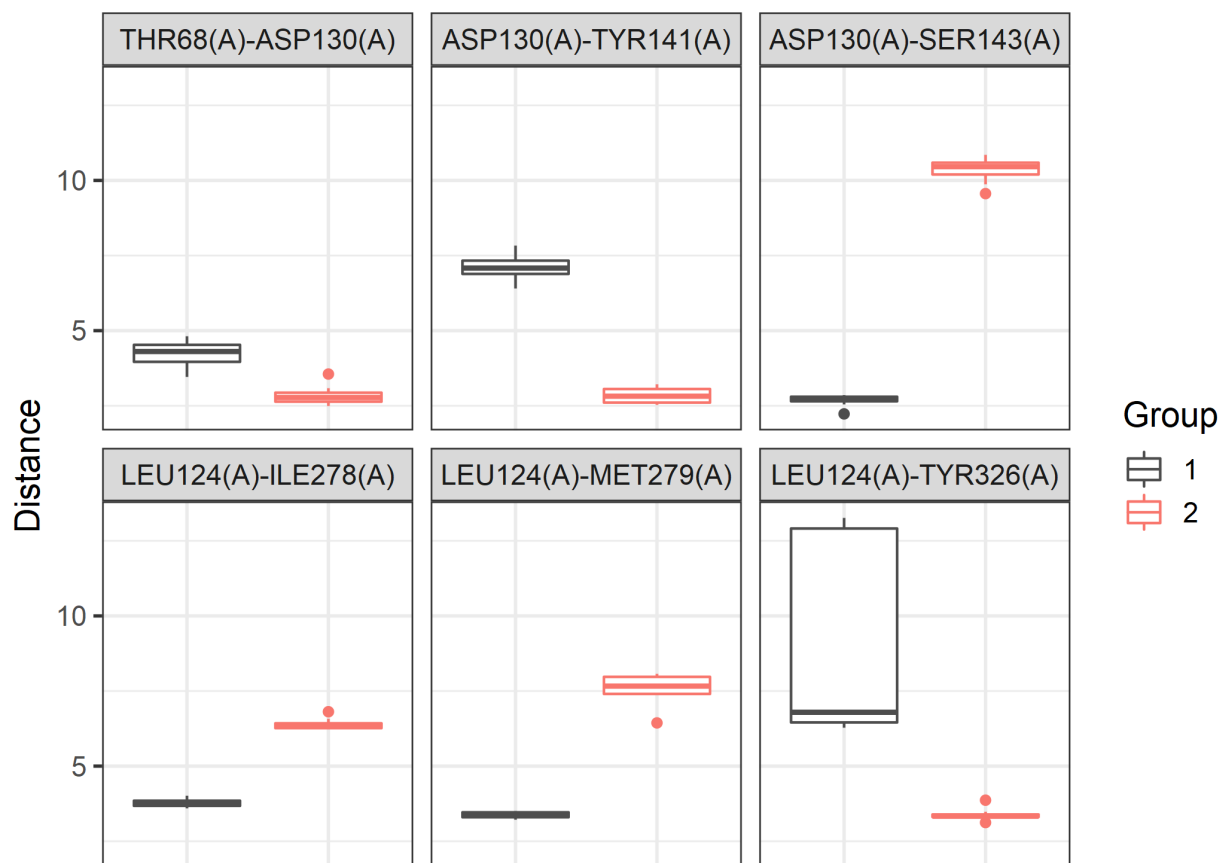 THR68(A)-ASP130(A) ASP130(A)-TYR141(A) ASP130(A)-SER143(A)
10
5
LEU124(A)-ILE278(A) LEU124(A)-MET279(A) LEU124(A)-TYR326(A)
10
5
Distance
Group
1
2